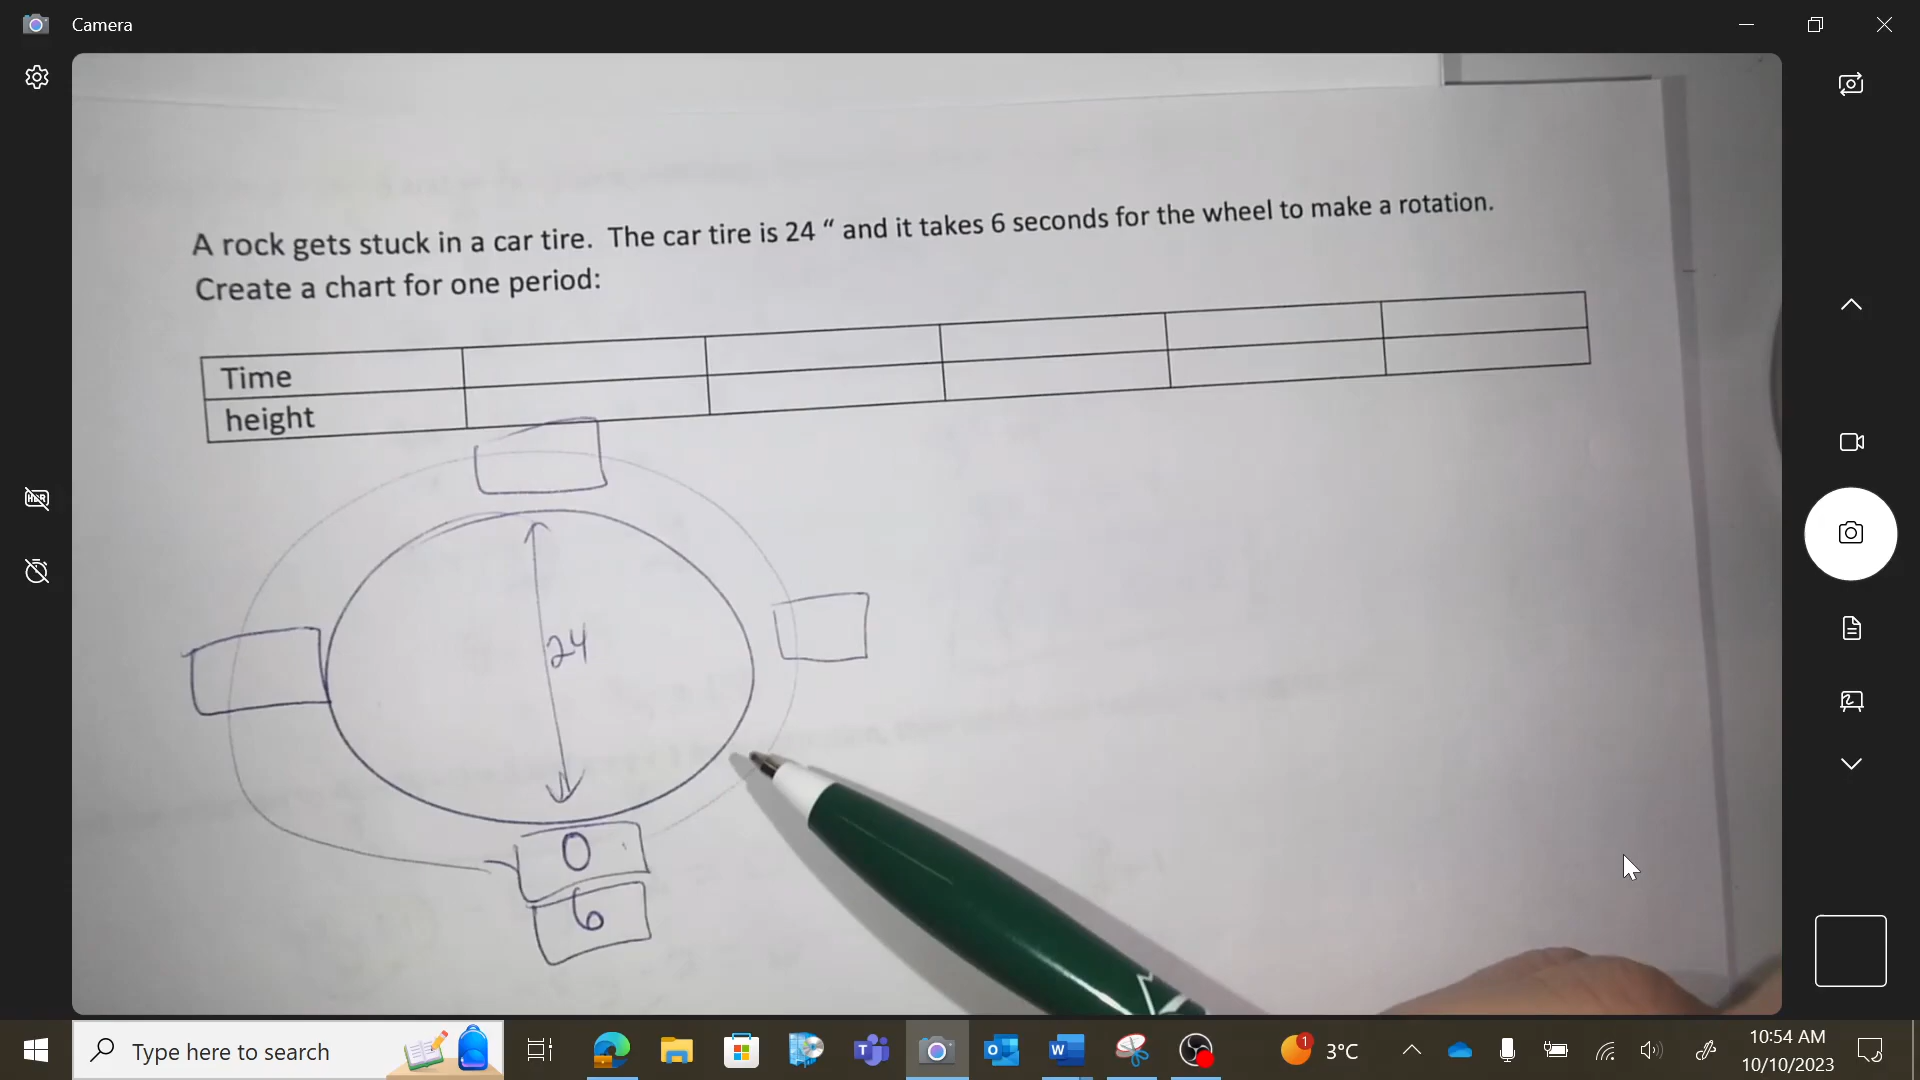 Camera
A rock gets stuck in a car tire. The car tire is 24 “ and it takes 6 seconds for the wheel to make a rotation.
Create a chart for one period:
Time
height
24
0
6
Type here to search
1
3°C
10:54 AM
10/10/2023